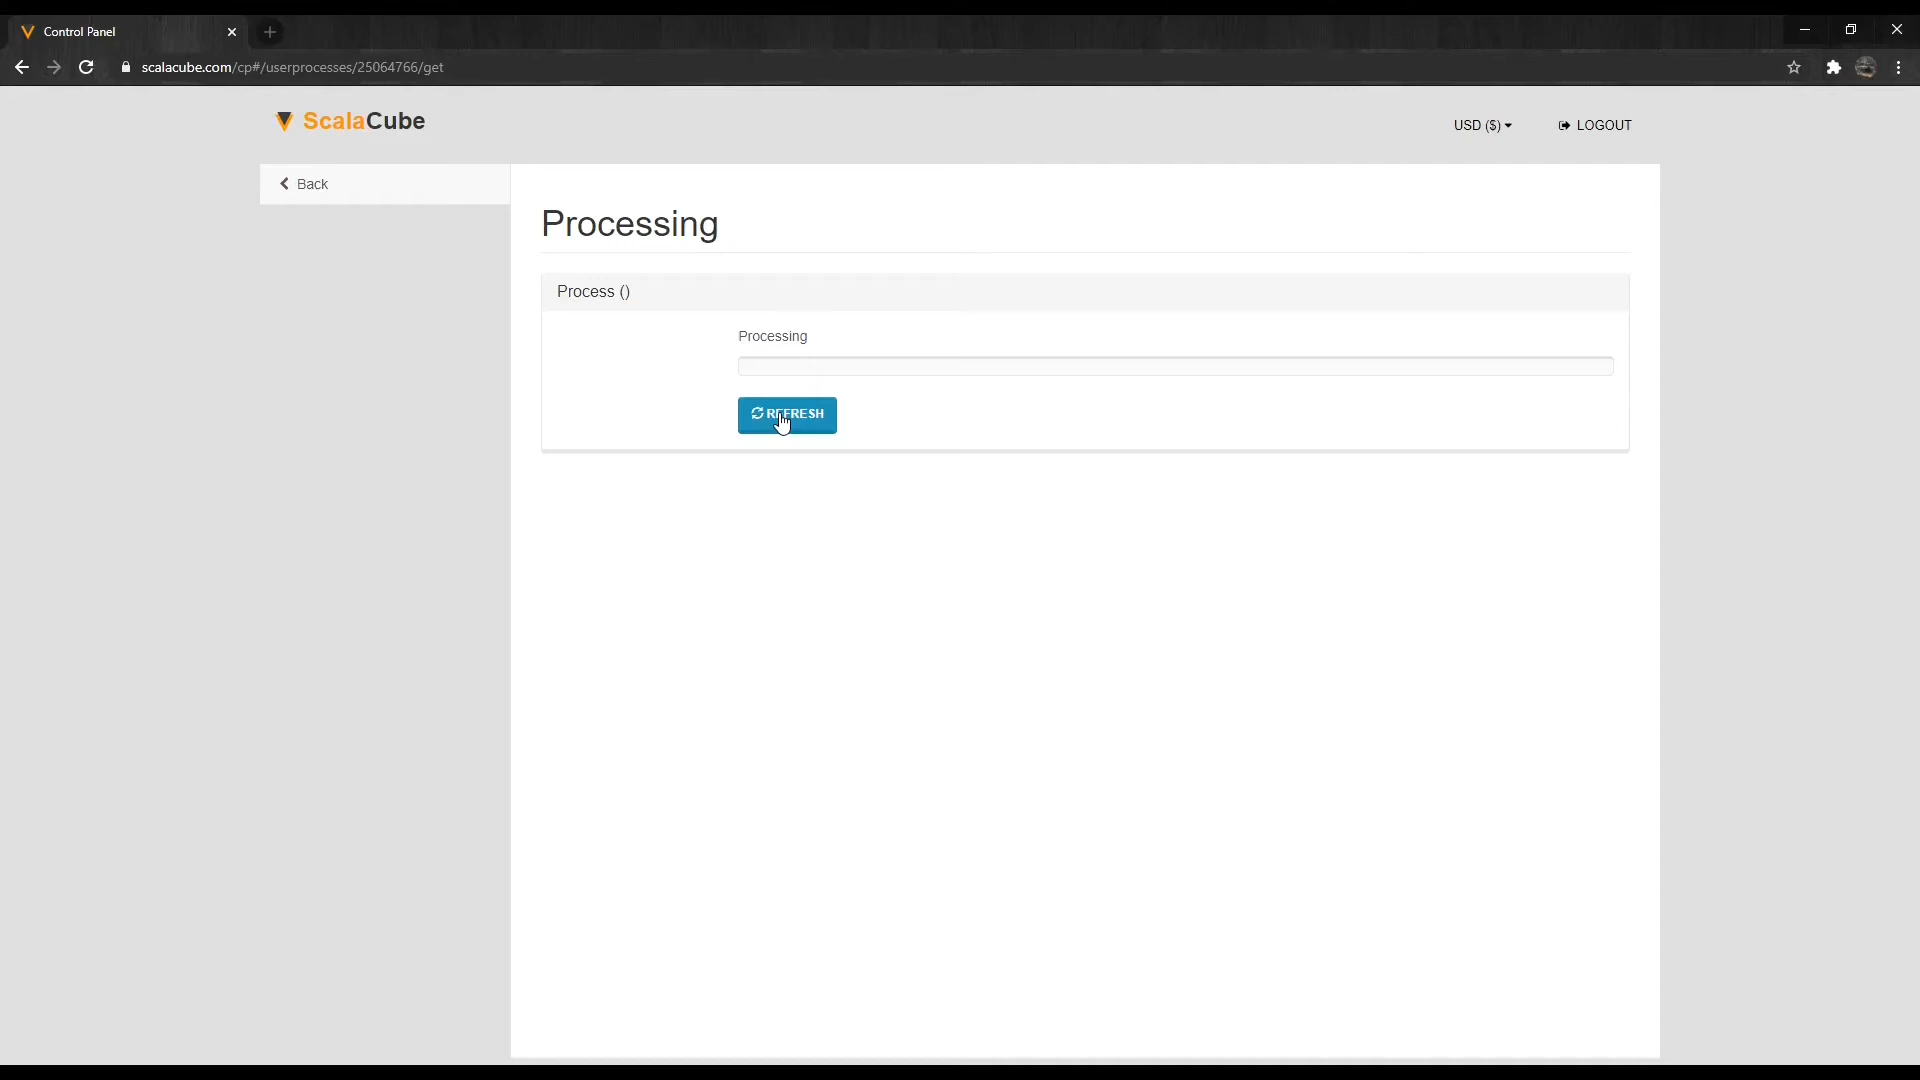 Control Panel
scalacube.com/cp#/userprocesses/25064766/get
ScalaCube
USD ($)
LOGOUT
Back
Processing
Process ()
Processing
REFRESH